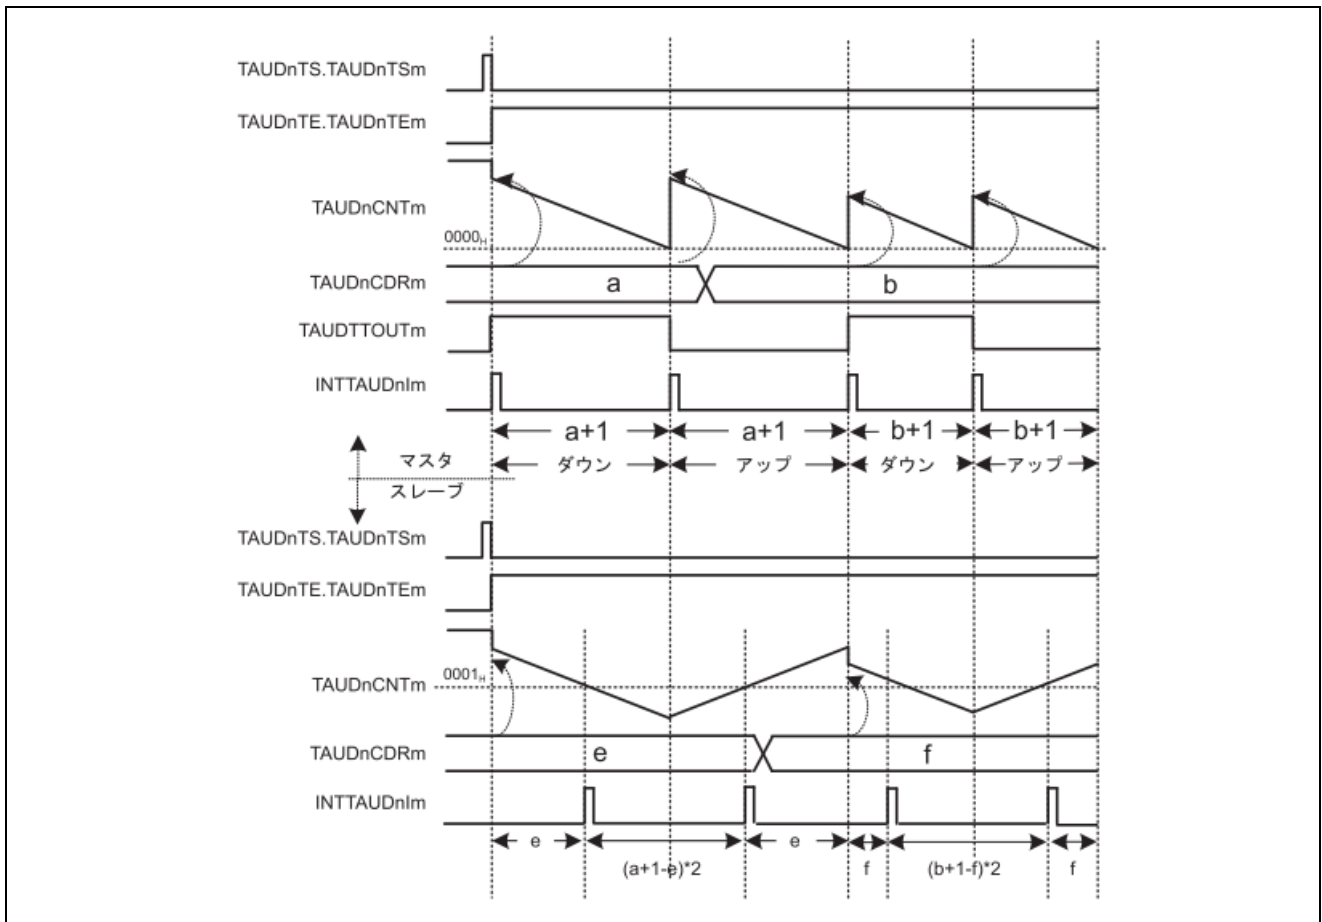 TAUDnTS.TAUDnTSm
TAUDnTE.TAUDnTEm
TAUDnCNTm
0000H
TAUDnCDRm
a
b
TAUDTTOUTm
INTTAUDnIm
a+1
a+1
b+1
b+1
マスタ
ダウン
アップ
ダウン
アップ
スレーブ
TAUDnTS.TAUDnTSm
TAUDnTE.TAUDnTEm
TAUDnCNTm
0001H
TAUDnCDRm
e
f
INTTAUDnIm
e
(a+1-e)*2
e
f
(b+1-f)*2
f